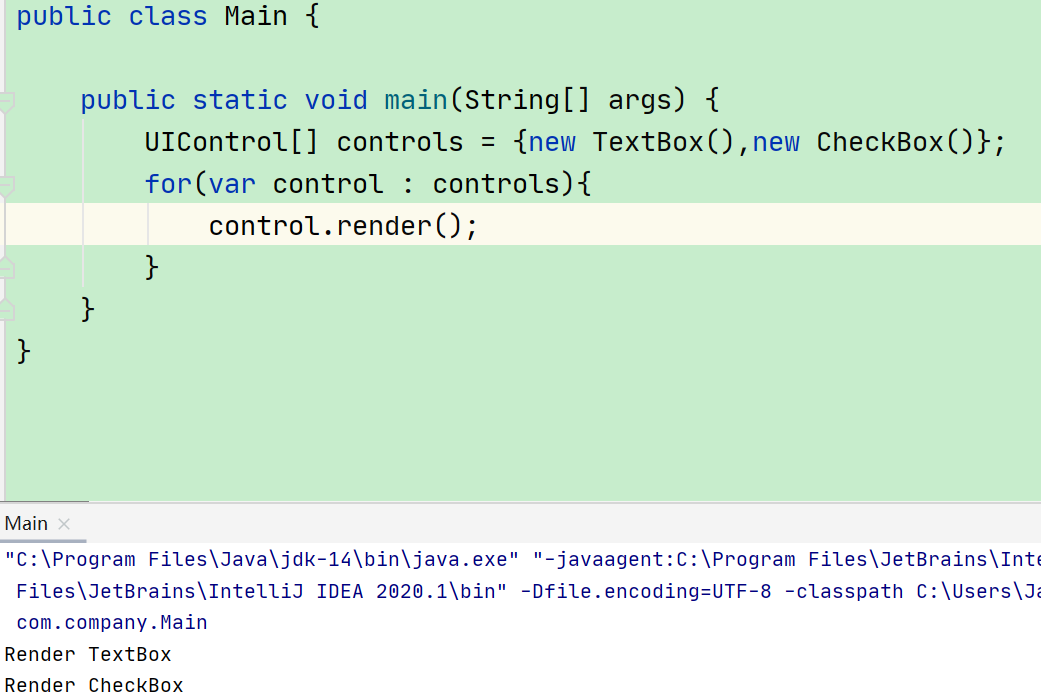 public class Main {
public static void main(String[] args) {
UIControl[] controls = {new TextBox(),new CheckBox()};
for(var control : controls){
control.render();
}
}
}
Main ×
"C:\Program Files\Java\jdk-14\bin\java.exe" "-javaagent:C:\Program Files\JetBrains\Inte
Files\JetBrains\IntelliJ IDEA 2020.1\bin" -Dfile.encoding=UTF-8 -classpath C:\Users\Ja
com.company.Main
Render TextBox
Render CheckBox